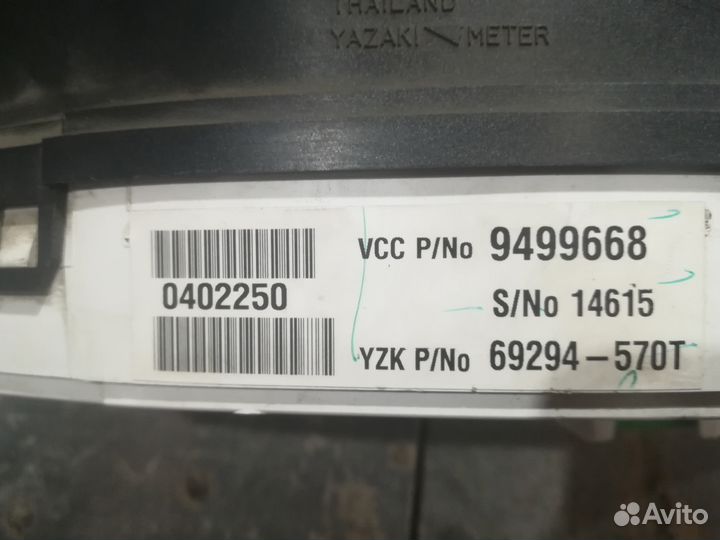 THAILAND
YAZAKI METER
VCC P/No 9499668
0402250
S/No 14615
YZK P/No 69294-570T
Avito